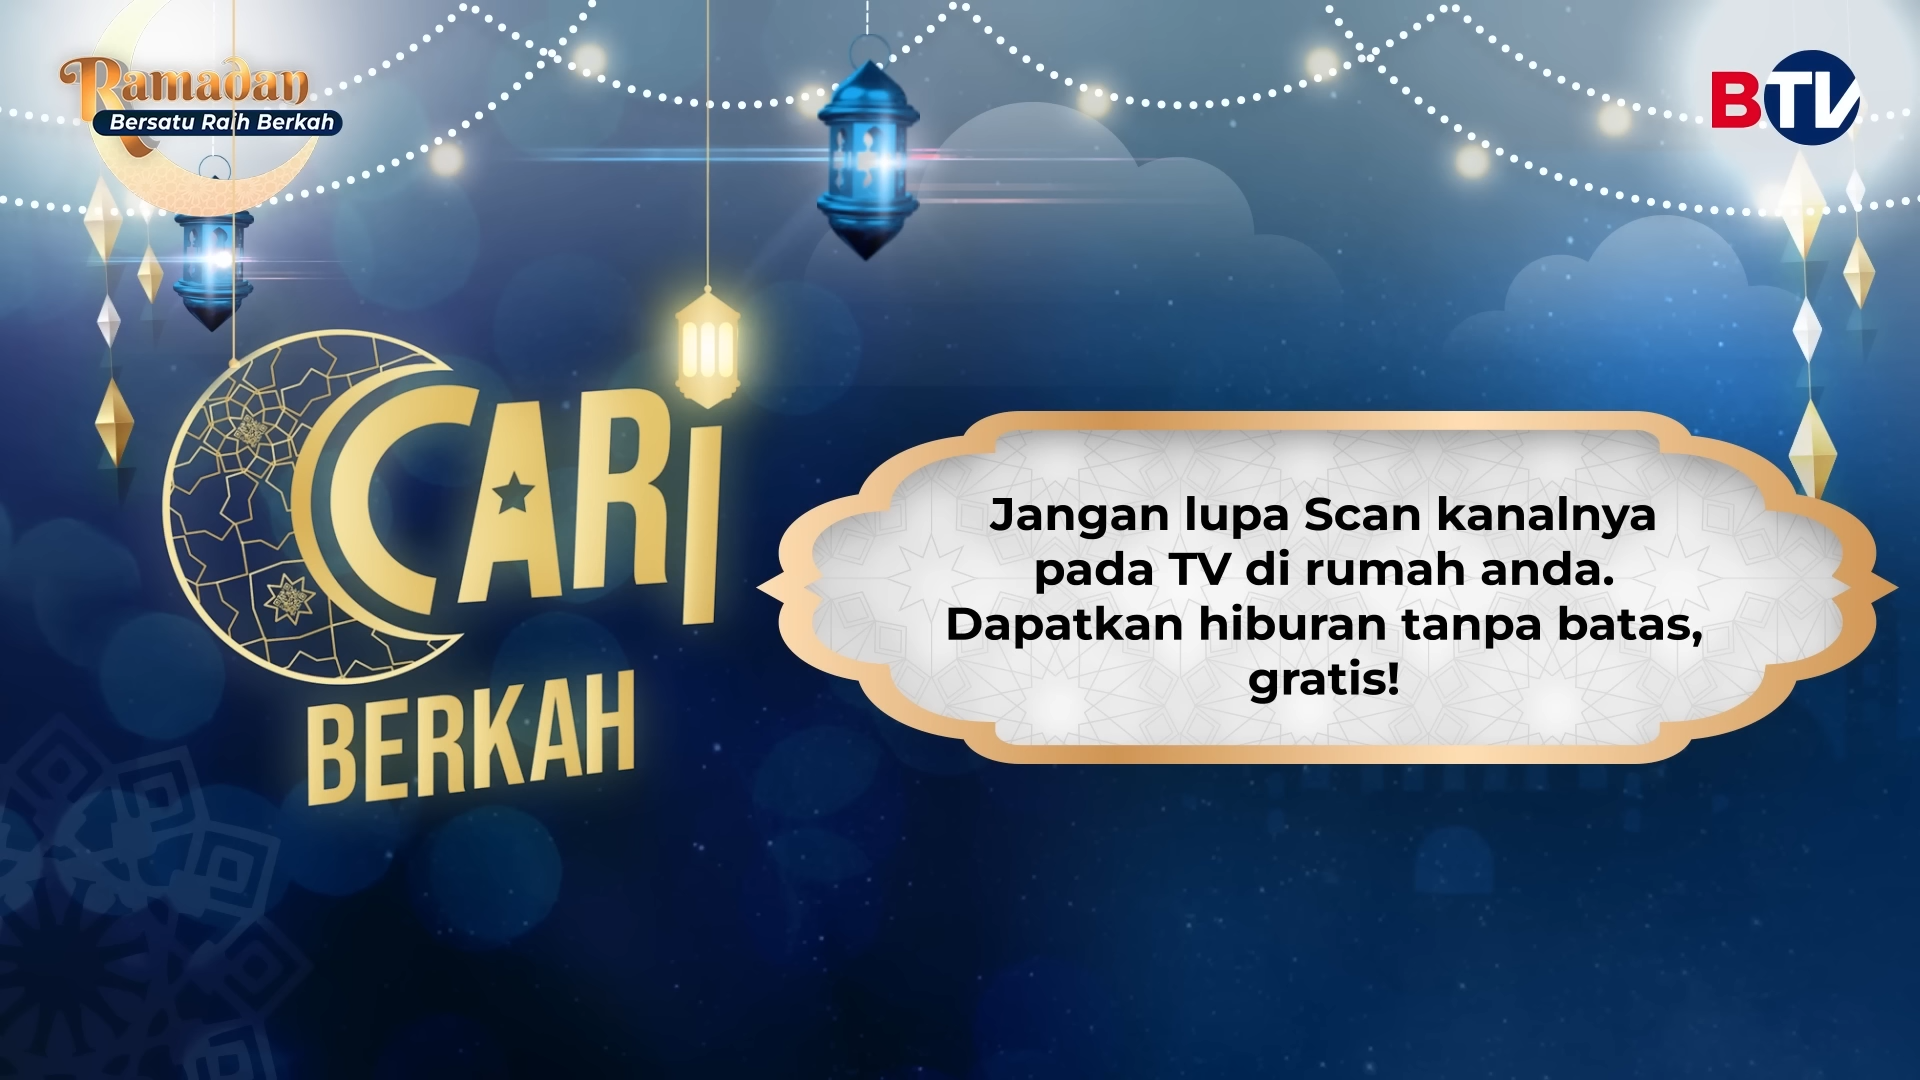 Ramadan
Bersatu Raih Berkah
BTV
CARI
BERKAH
Jangan lupa Scan kanalnya
pada TV di rumah anda.
Dapatkan hiburan tanpa batas,
gratis!